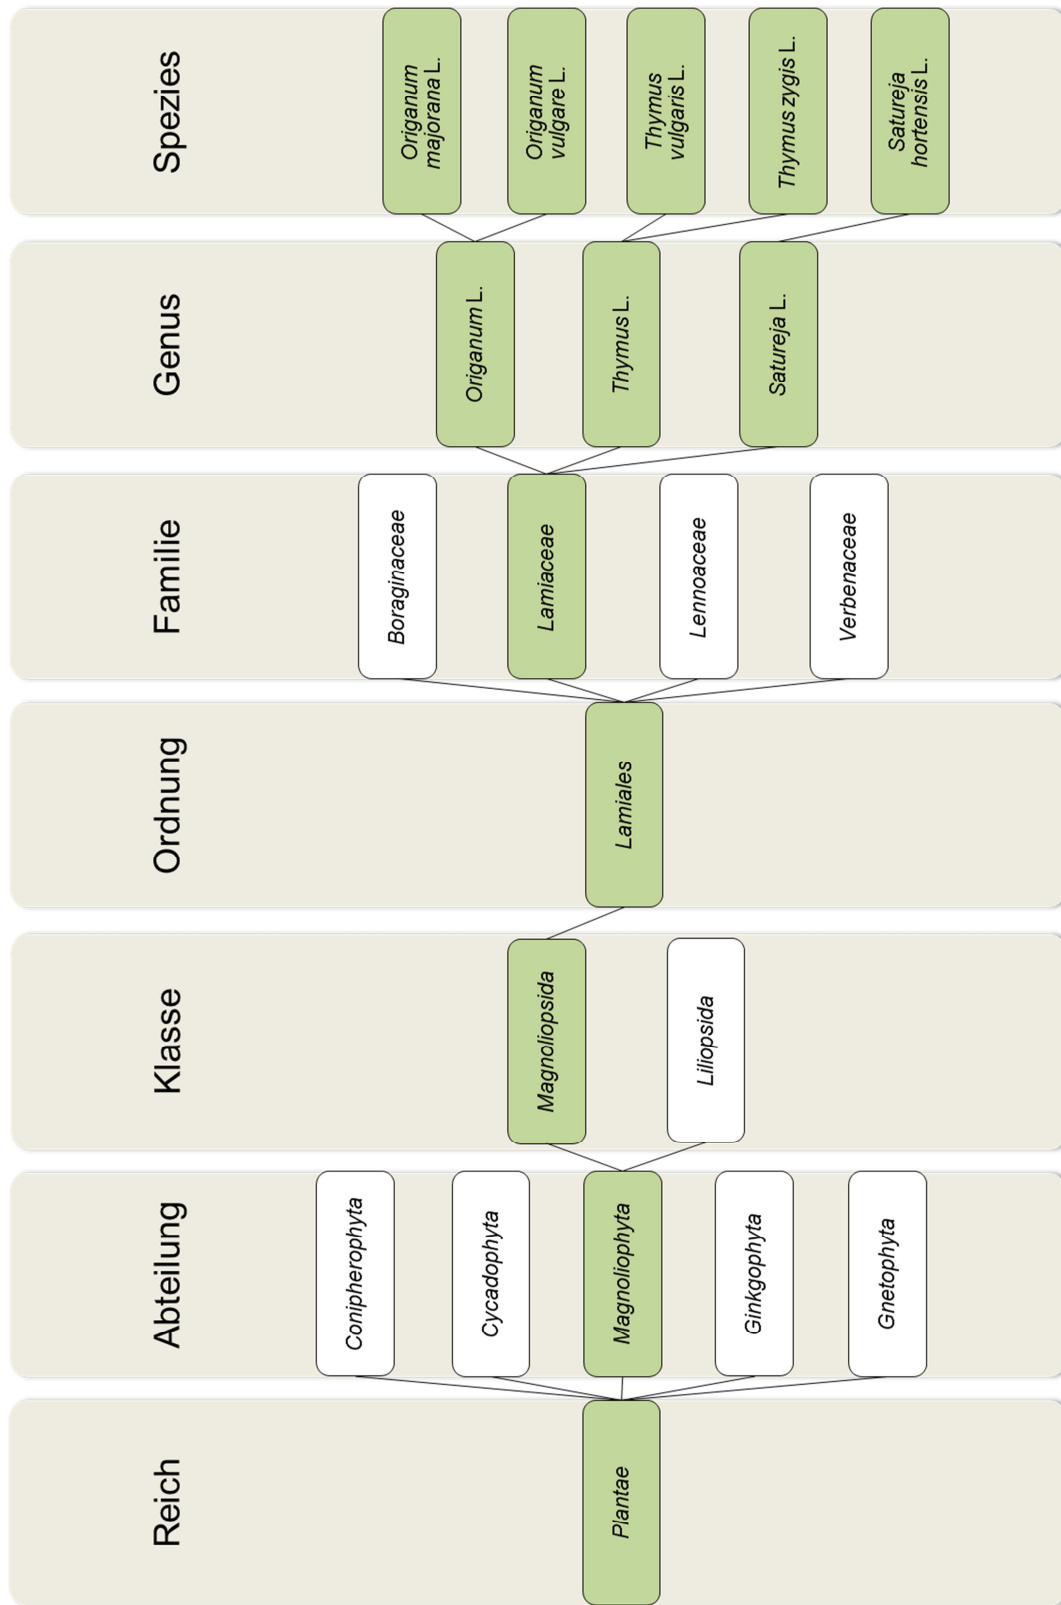 Reich
Plantae
Abteilung
Conipherophyta
Cycadophyta
Magnoliophyta
Ginkgophyta
Gnetophyta
Klasse
Magnoliopsida
Liliopsida
Ordnung
Lamiales
Familie
Boraginaceae
Lamiaceae
Lennoaceae
Verbenaceae
Genus
Origanum L.
Thymus L.
Satureja L.
Spezies
Origanum
majorana L.
Origanum
vulgare L.
Thymus
vulgaris L.
Thymus zygis L.
Satureja
hortensis L.